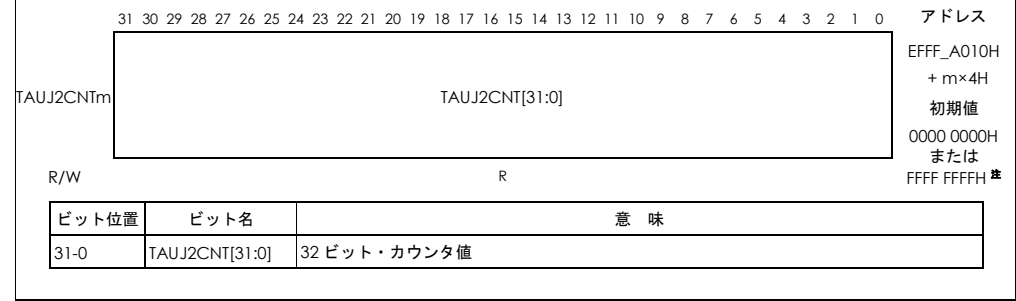 31 30 29 28 27 26 25 24 23 22 21 20 19 18 17 16 15 14 13 12 11 10 9 8 7 6 5 4 3 2 1 0 アドレス
TAUJ2CNTm TAUJ2CNT[31:0] EFFF_A010H
+ m×4H
初期値
0000 0000H
または
R/W R FFFF FFFFH 注
ビット位置 ビット名 意 味
31-0 TAUJ2CNT[31:0] 32 ビット・カウンタ値